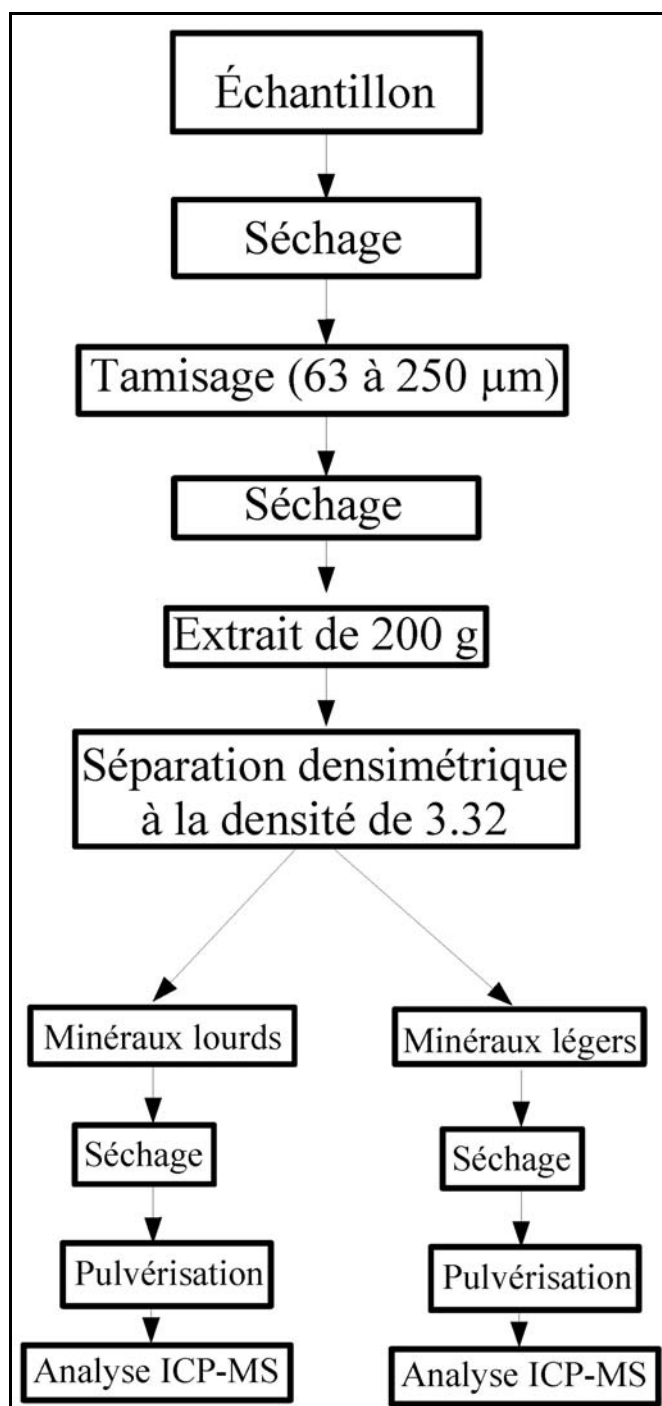 Échantillon
Séchage
Tamisage (63 à 250 µm)
Séchage
Extrait de 200 g
Séparation densimétrique
à la densité de 3.32
Minéraux lourds
Minéraux légers
Séchage
Séchage
Pulvérisation
Pulvérisation
Analyse ICP-MS
Analyse ICP-MS